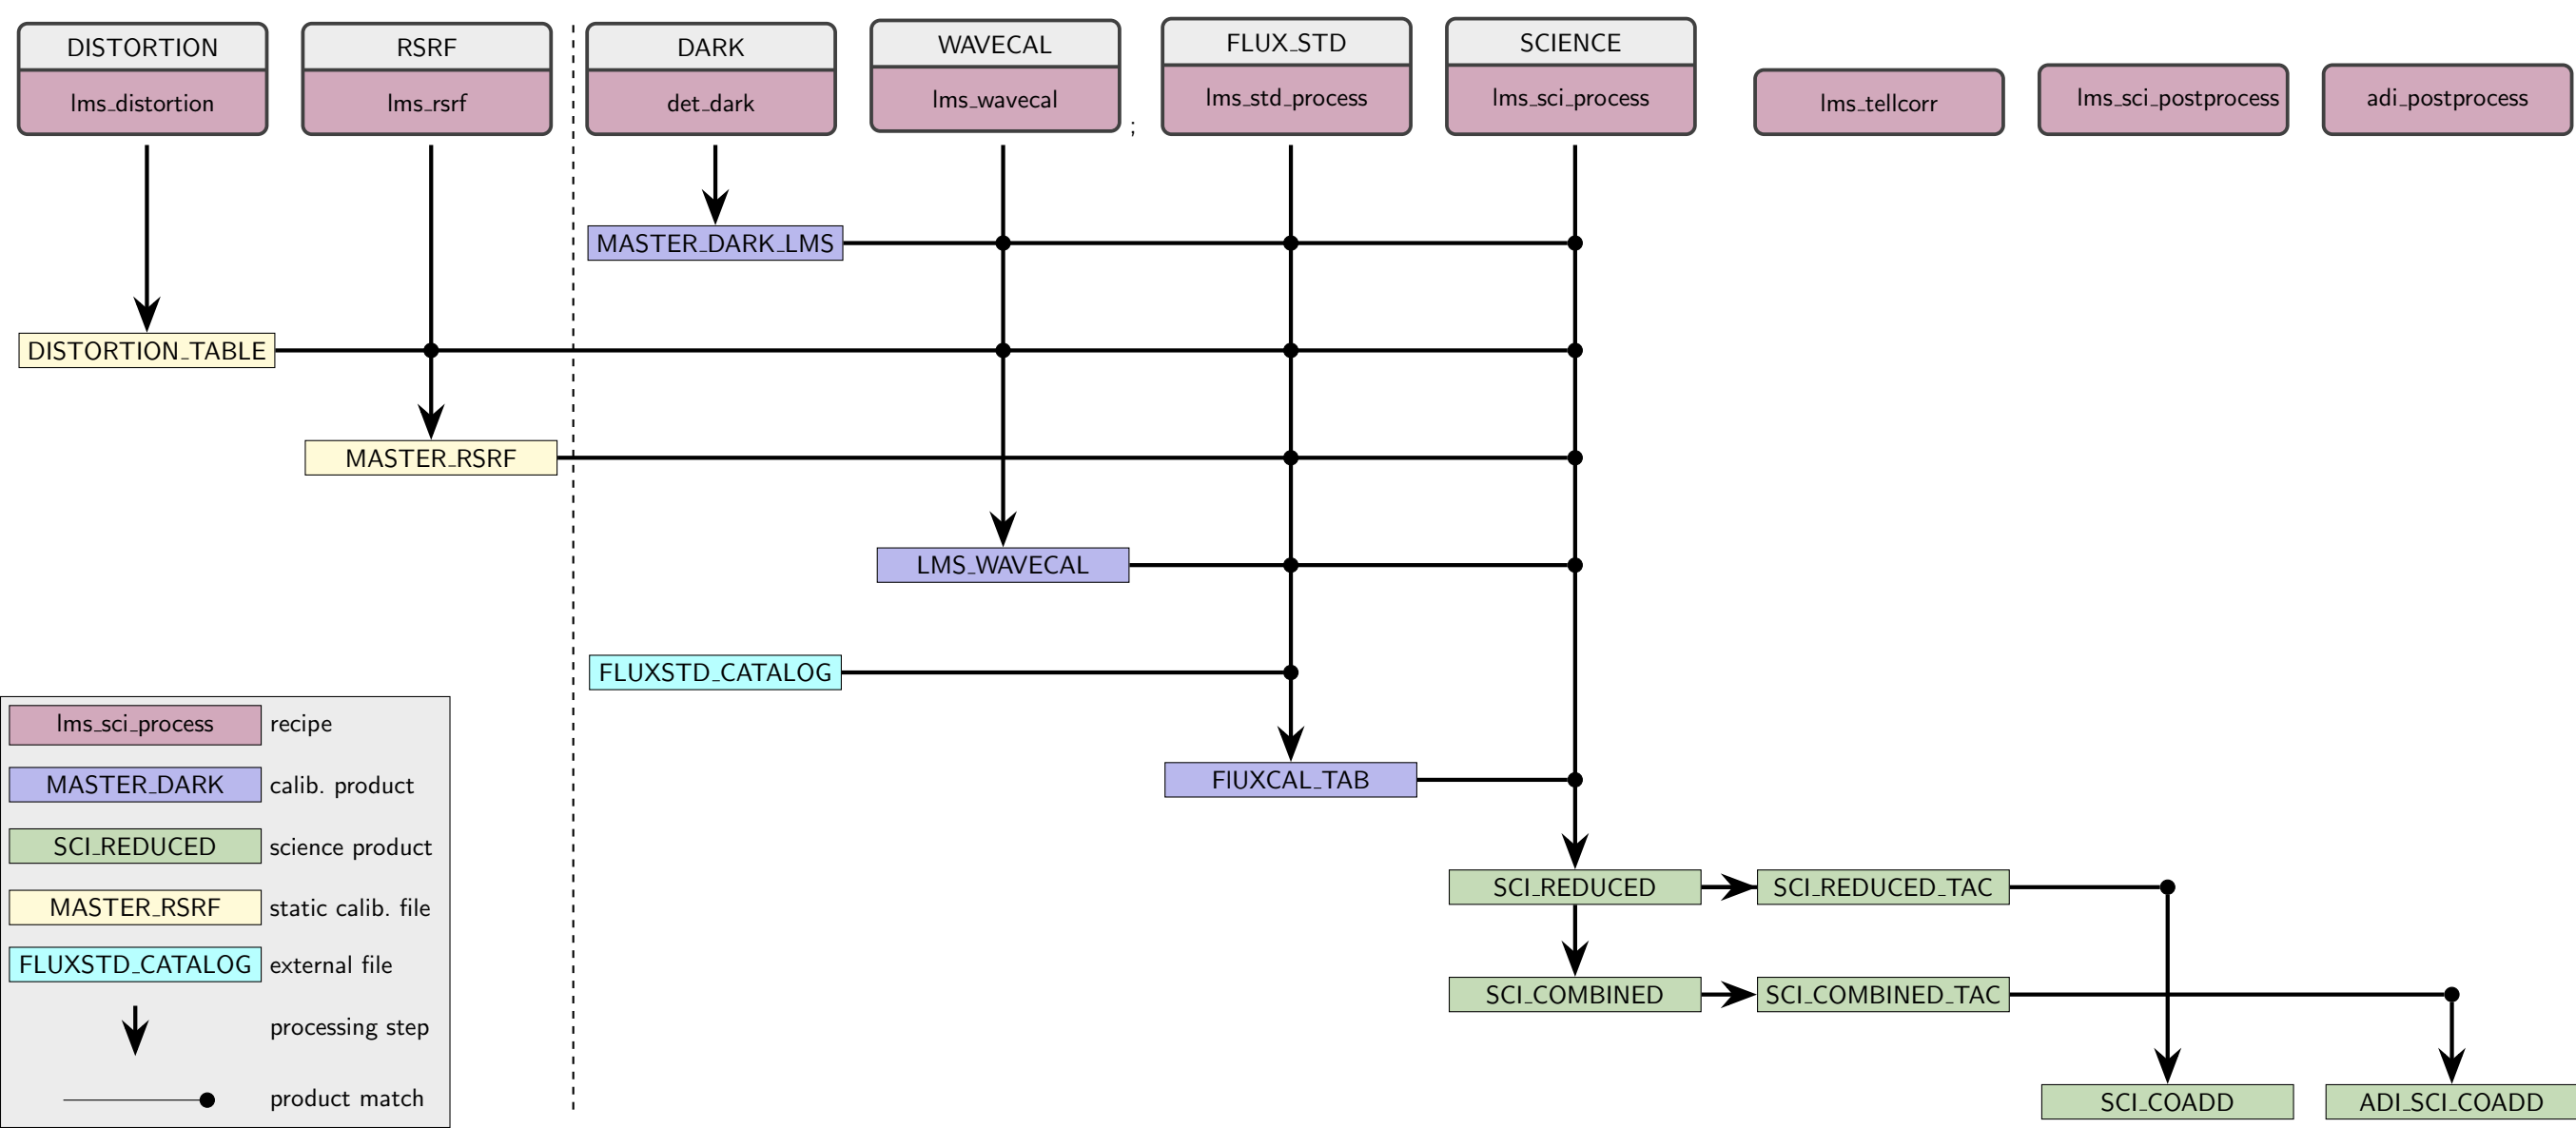 DISTORTION
lms_distortion
RSRF
lms_rsrf
DARK
det_dark
WAVECAL
lms_wavecal
;
FLUX_STD
lms_std_process
SCIENCE
lms_sci_process
lms_tellcorr
lms_sci_postprocess
adi_postprocess
MASTER_DARK_LMS
DISTORTION_TABLE
MASTER_RSRF
LMS_WAVECAL
FLUXSTD_CATALOG
FlUXCAL_TAB
SCI_REDUCED
SCI_REDUCED_TAC
SCI_COMBINED
SCI_COMBINED_TAC
SCI_COADD
ADI_SCI_COADD
lms_sci_process recipe
MASTER_DARK calib. product
SCI_REDUCED science product
MASTER_RSRF static calib. file
FLUXSTD_CATALOG external file
processing step
product match